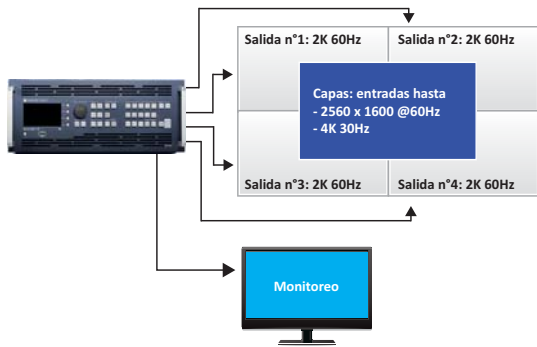 Salida n°1: 2K 60Hz
Salida n°2: 2K 60Hz
Capas: entradas hasta
- 2560 x 1600 @60Hz
- 4K 30Hz
Salida n°3: 2K 60Hz
Salida n°4: 2K 60Hz
Monitoreo